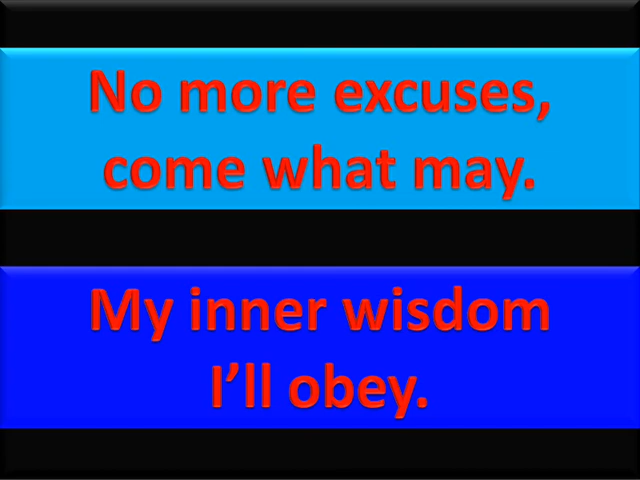 No more excuses,
come what may.
My inner wisdom
I’ll obey.